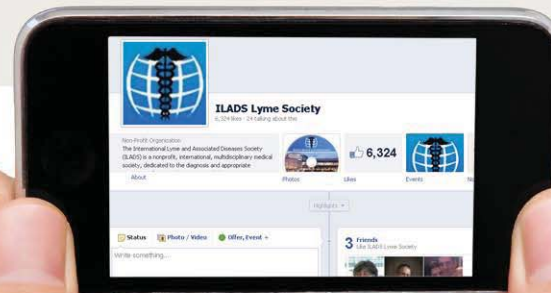 ILADS Lyme Society
6,324 likes · 24 talking about this
Non-Profit Organization
The International Lyme and Associated Diseases Society
(ILADS) is a nonprofit, international, multidisciplinary medical
society, dedicated to the diagnosis and appropriate
About
Photos
6,324
Likes
Events
Highlights
Status
Photo / Video
Offer, Event +
Write something...
3 Friends
Like ILADS Lyme Society